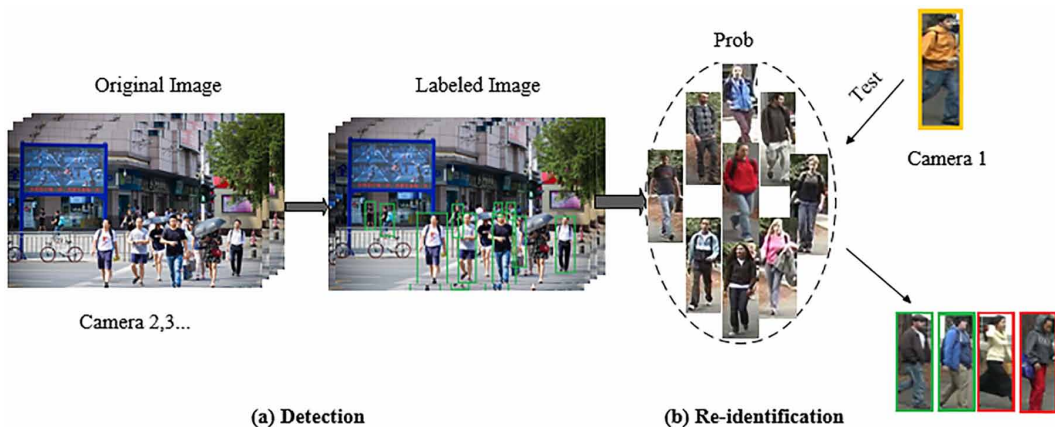 Prob
Original Image
Labeled Image
Test
Camera 1
Camera 2,3...
(a) Detection
(b) Re-identification